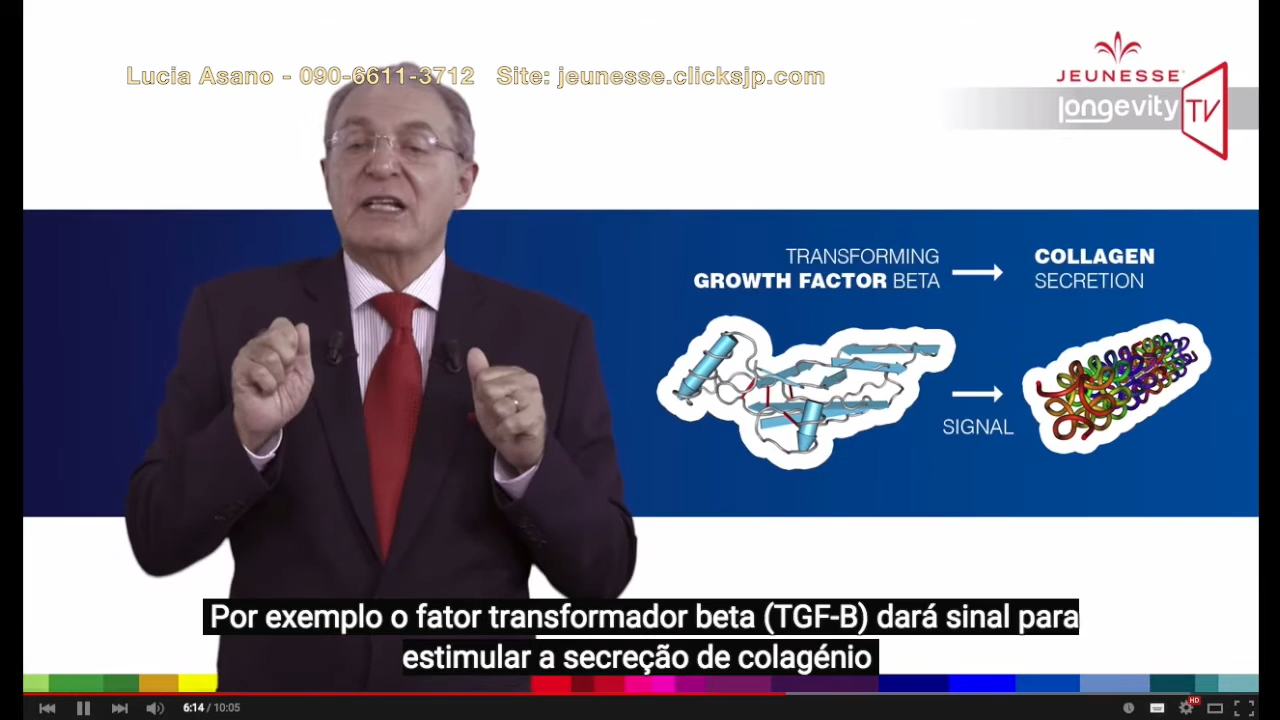 Lucia Asano - 090-6611-3712 Site: jeunesse.clicksjp.com
JEUNESSE
longevity TV
TRANSFORMING
GROWTH FACTOR BETA
COLLAGEN
SECRETION
SIGNAL
Por exemplo o fator transformador beta (TGF-B) dará sinal para
estimular a secreção de colagénio
6:14 / 10:05
HD